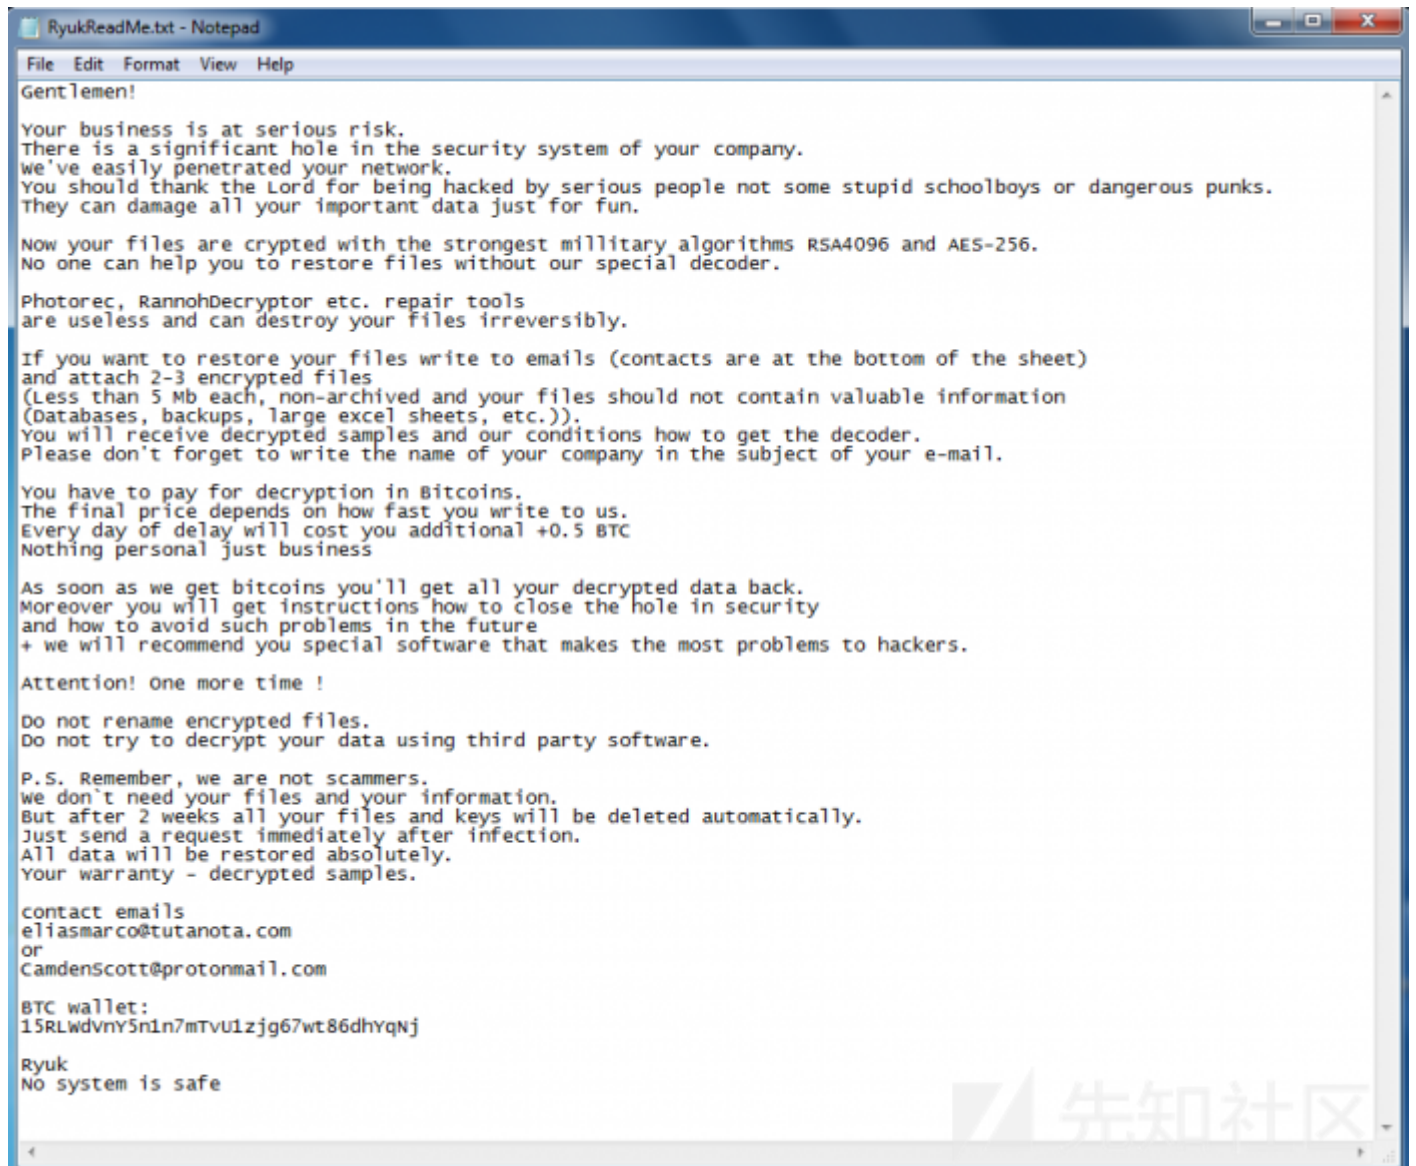 RyukReadMe.txt - Notepad
File Edit Format View Help
Gentlemen!
Your business is at serious risk.
There is a significant hole in the security system of your company.
We've easily penetrated your network.
You should thank the Lord for being hacked by serious people not some stupid schoolboys or dangerous punks.
They can damage all your important data just for fun.
Now your files are crypted with the strongest millitary algorithms RSA4096 and AES-256.
No one can help you to restore files without our special decoder.
Photorec, RannohDecryptor etc. repair tools
are useless and can destroy your files irreversibly.
If you want to restore your files write to emails (contacts are at the bottom of the sheet)
and attach 2-3 encrypted files
(Less than 5 Mb each, non-archived and your files should not contain valuable information
(Databases, backups, large excel sheets, etc.)).
You will receive decrypted samples and our conditions how to get the decoder.
Please don't forget to write the name of your company in the subject of your e-mail.
You have to pay for decryption in Bitcoins.
The final price depends on how fast you write to us.
Every day of delay will cost you additional +0.5 BTC
Nothing personal just business
As soon as we get bitcoins you'll get all your decrypted data back.
Moreover you will get instructions how to close the hole in security
and how to avoid such problems in the future
+ we will recommend you special software that makes the most problems to hackers.
Attention! One more time !
Do not rename encrypted files.
Do not try to decrypt your data using third party software.
P.S. Remember, we are not scammers.
We don`t need your files and your information.
But after 2 weeks all your files and keys will be deleted automatically.
Just send a request immediately after infection.
All data will be restored absolutely.
Your warranty - decrypted samples.
contact emails
eliasmarco@tutanota.com
or
CamdenScott@protonmail.com
BTC wallet:
15RLWdVnY5n1n7mTvU1zjg67wt86dhYqNj
Ryuk
No system is safe
先知社区